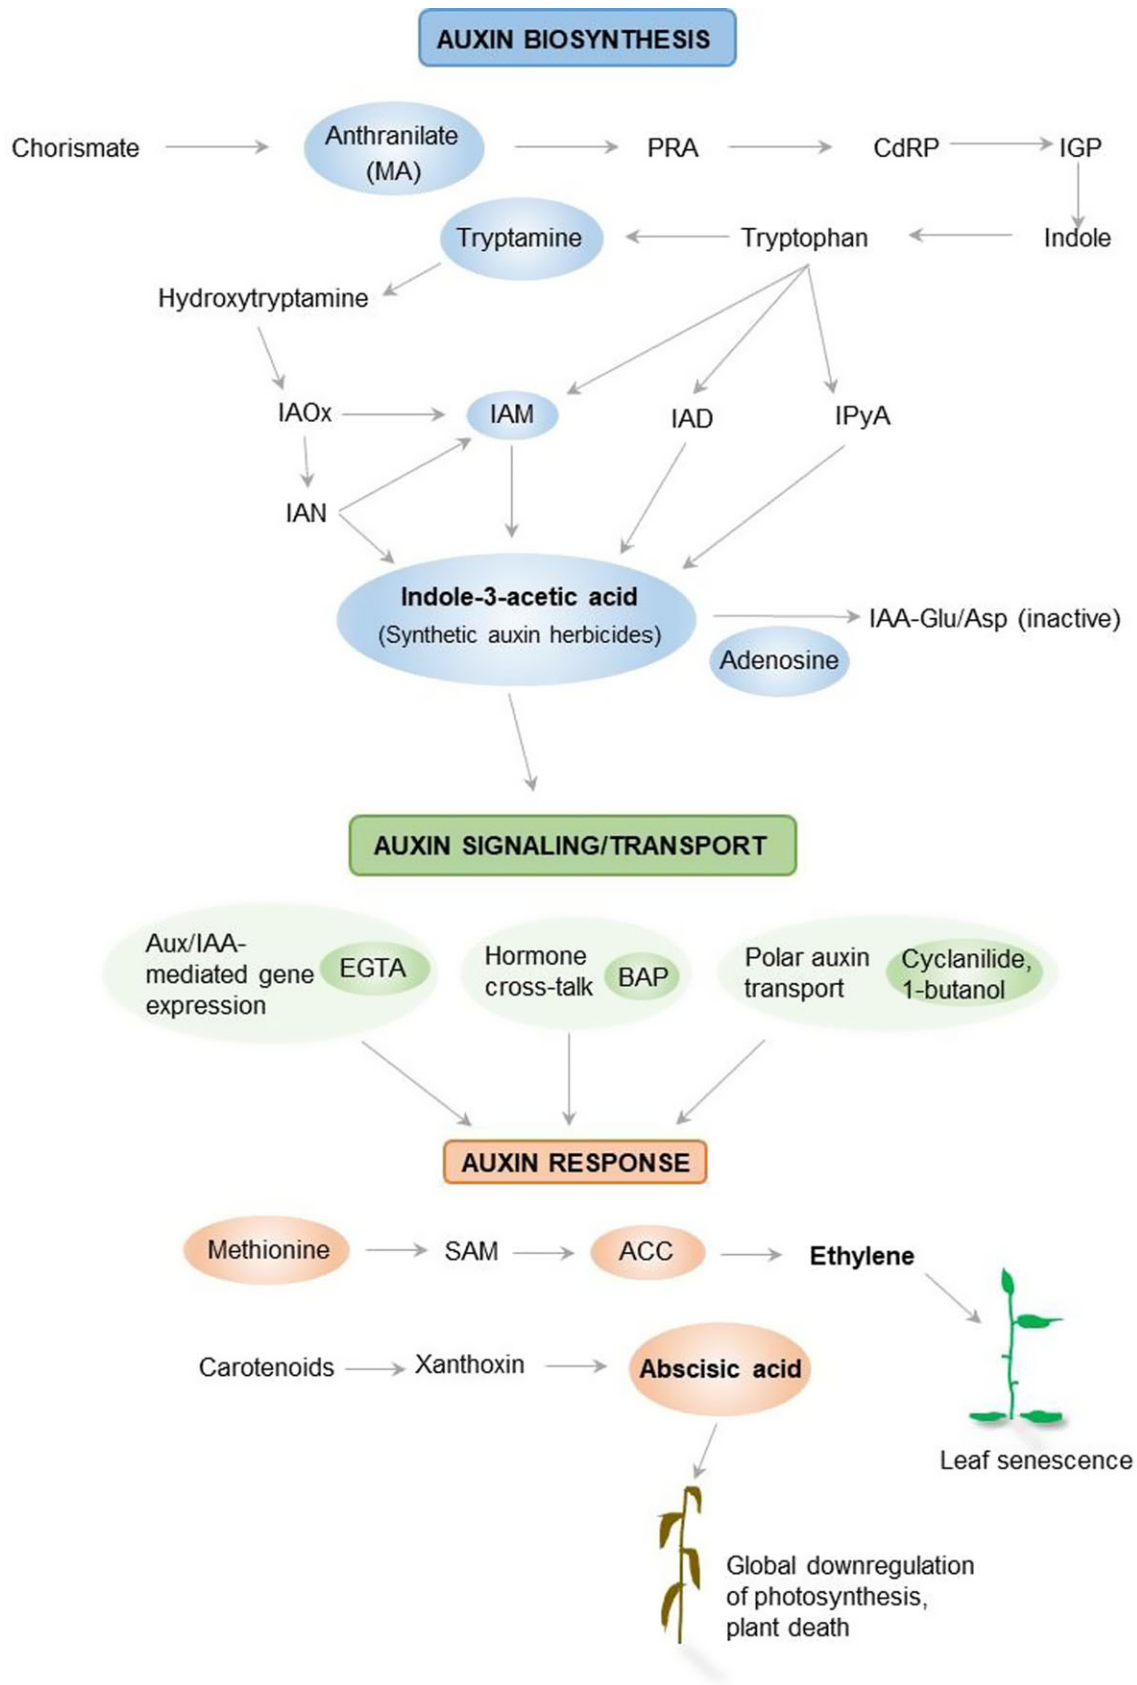 AUXIN BIOSYNTHESIS
Chorismate
Anthranilate
(MA)
PRA
CdRP
IGP
Tryptamine
Tryptophan
Indole
Hydroxytryptamine
IAOx
IAM
IAD
IPyA
IAN
Indole-3-acetic acid
(Synthetic auxin herbicides)
IAA-Glu/Asp (inactive)
Adenosine
AUXIN SIGNALING/TRANSPORT
Aux/IAA-
mediated gene
expression
EGTA
Hormone
cross-talk
BAP
Polar auxin
transport
Cyclanilide,
1-butanol
AUXIN RESPONSE
Methionine
SAM
ACC
Ethylene
Carotenoids
Xanthoxin
Abscisic acid
Leaf senescence
Global downregulation
of photosynthesis,
plant death